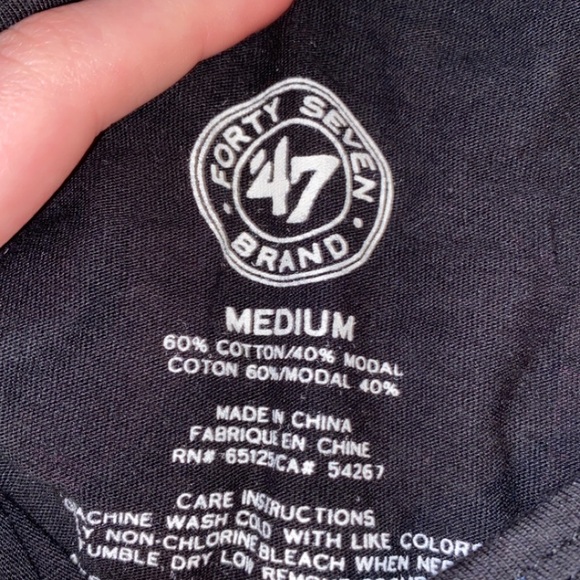 FORTY SEVEN
'47
BRAND
MEDIUM
60% COTTON/40% MODAL
COTON 60%/MODAL 40%
MADE IN CHINA
FABRIQUE EN CHINE
RN# 65125 CA# 54267
CARE INSTRUCTIONS
MACHINE WASH COLD WITH LIKE COLORS
NON-CHLORINE BLEACH WHEN
TUMBLE DRY LOW